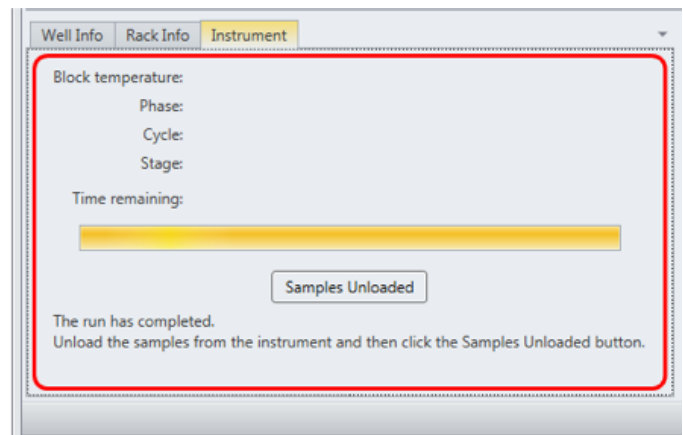 Well Info Rack Info Instrument
Block temperature:
Phase:
Cycle:
Stage:
Time remaining:
Samples Unloaded
The run has completed.
Unload the samples from the instrument and then click the Samples Unloaded button.